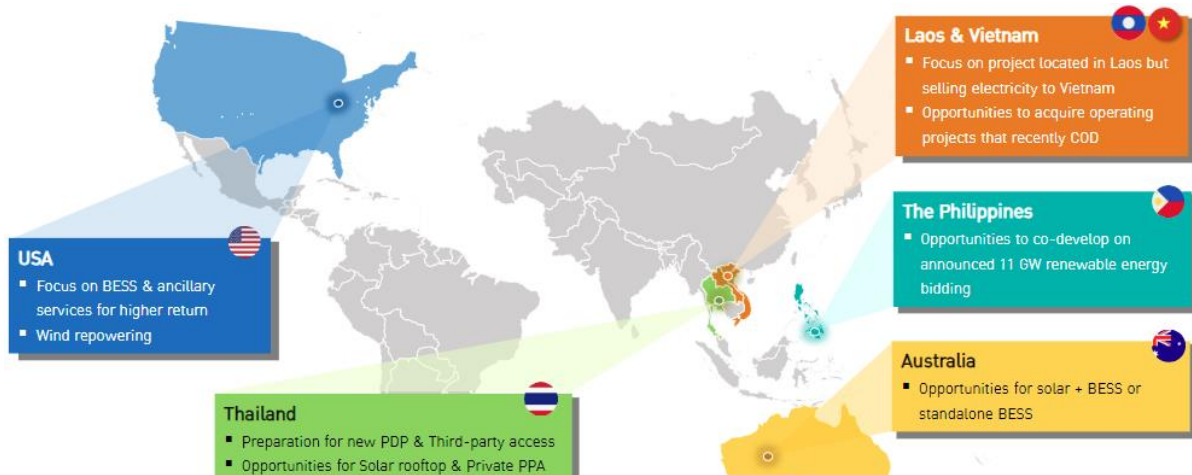 Laos & Vietnam
▪ Focus on project located in Laos but
selling electricity to Vietnam
▪ Opportunities to acquire operating
projects that recently COD
The Philippines
▪ Opportunities to co-develop on
announced 11 GW renewable energy
bidding
USA
▪ Focus on BESS & ancillary
services for higher return
▪ Wind repowering
Australia
▪ Opportunities for solar + BESS or
standalone BESS
Thailand
▪ Preparation for new PDP & Third-party access
▪ Opportunities for Solar rooftop & Private PPA